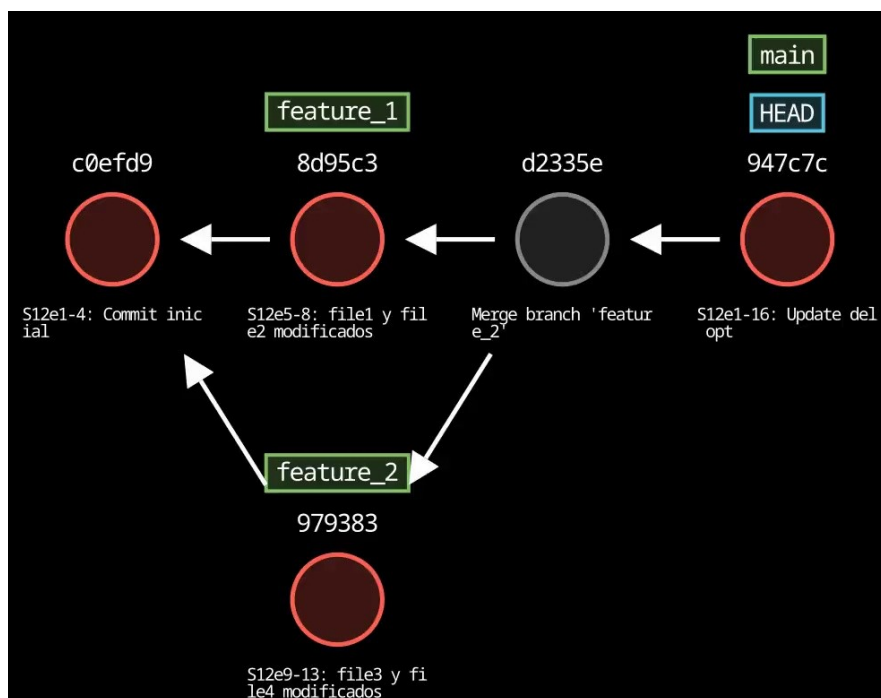 main
feature_1
HEAD
c0efd9
8d95c3
d2335e
947c7c
S12e1-4: Commit inic
ial
S12e5-8: file1 y fil
e2 modificados
Merge branch 'featur
e_2'
S12e1-16: Update del
opt
feature_2
979383
S12e9-13: file3 y fi
le4 modificados